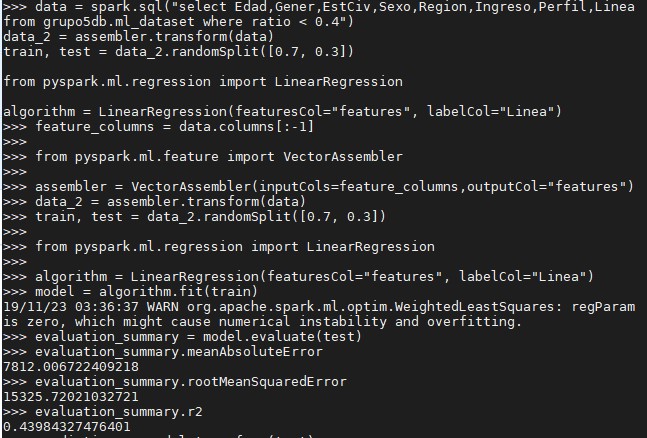 >>> data = spark.sql("select Edad,Gener,EstCiv,Sexo,Region,Ingreso,Perfil,Linea
from grupo5db.ml_dataset where ratio < 0.4")
data_2 = assembler.transform(data)
train, test = data_2.randomSplit([0.7, 0.3])
from pyspark.ml.regression import LinearRegression
algorithm = LinearRegression(featuresCol="features", labelCol="Linea")
>>> feature_columns = data.columns[:-1]
>>>
>>> from pyspark.ml.feature import VectorAssembler
>>>
>>> assembler = VectorAssembler(inputCols=feature_columns,outputCol="features")
>>> data_2 = assembler.transform(data)
>>> train, test = data_2.randomSplit([0.7, 0.3])
>>>
>>> from pyspark.ml.regression import LinearRegression
>>>
>>> algorithm = LinearRegression(featuresCol="features", labelCol="Linea")
>>> model = algorithm.fit(train)
19/11/23 03:36:37 WARN org.apache.spark.ml.optim.WeightedLeastSquares: regParam
is zero, which might cause numerical instability and overfitting.
>>> evaluation_summary = model.evaluate(test)
>>> evaluation_summary.meanAbsoluteError
7812.006722409218
>>> evaluation_summary.rootMeanSquaredError
15325.72021032721
>>> evaluation_summary.r2
0.43984327476401